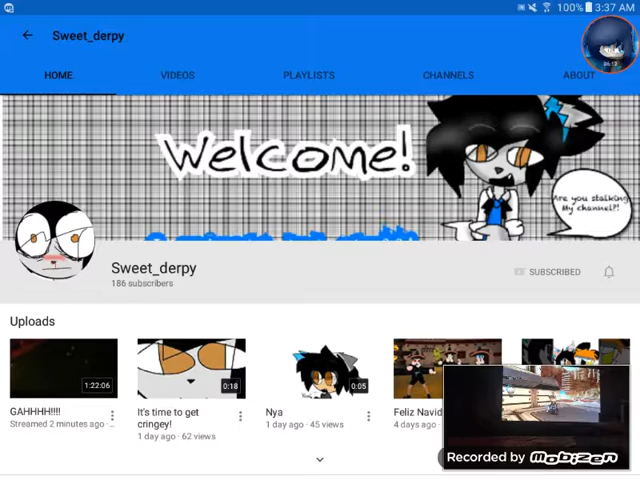 100% 3:37 AM
Sweet_derpy
06:13
HOME VIDEOS PLAYLISTS CHANNELS ABOUT
Welcome!
Are you stalking
My channel?!
Sweet_derpy
186 subscribers
SUBSCRIBED
Uploads
1:22:06
0:18
0:05
GAHHHH!!!!
Streamed 2 minutes ago ·
It's time to get
cringey!
1 day ago · 62 views
Nya
1 day ago · 45 views
Feliz Navid
4 days ago
Recorded by Mobizen